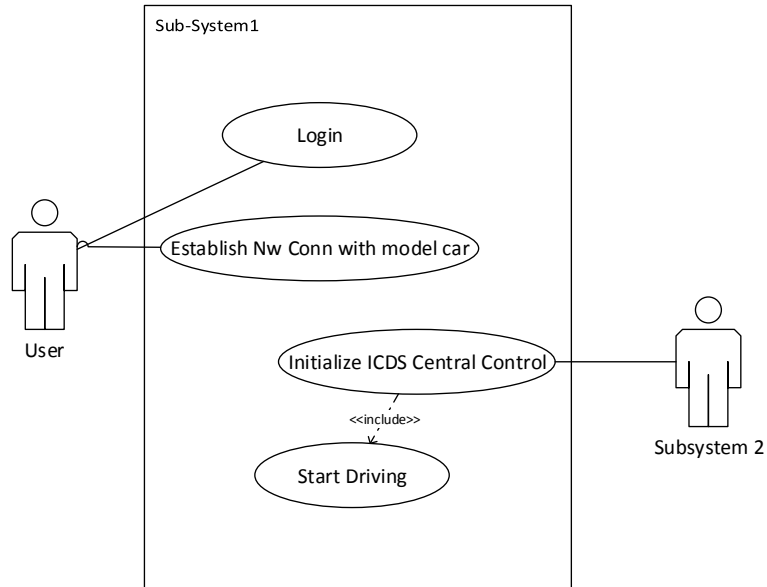 Sub-System1
Login
Establish Nw Conn with model car
User
Initialize ICDS Central Control
<<include>>
Subsystem 2
Start Driving